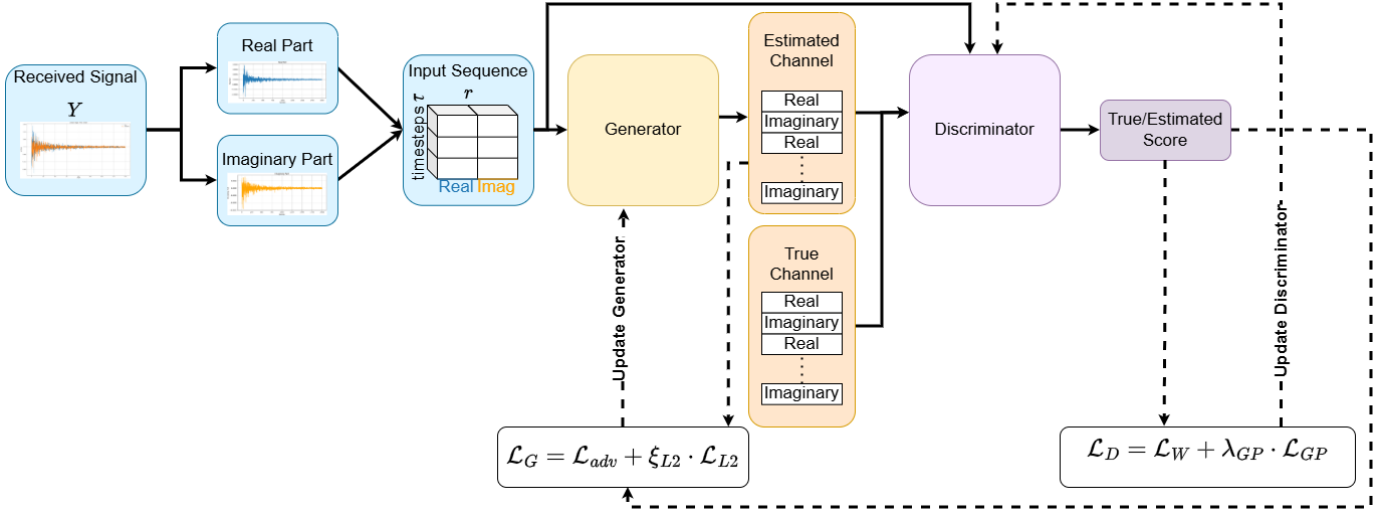 Received Signal
Y
Real Part
Imaginary Part
Input Sequence
r
timesteps τ
Real Imag
Generator
Estimated
Channel
Real
Imaginary
Real
Imaginary
True
Channel
Real
Imaginary
Real
Imaginary
Discriminator
True/Estimated
Score
Update Generator
Update Discriminator
ℒ_G = ℒ_adv + ξ_L2 · ℒ_L2
ℒ_D = ℒ_W + λ_GP · ℒ_GP